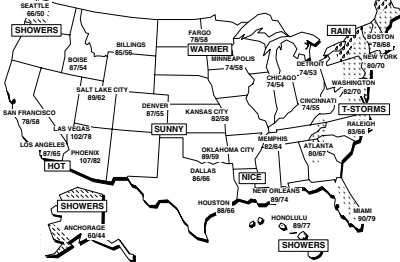 SEATTLE
66/50
SHOWERS
BILLINGS
85/56
FARGO
78/58
WARMER
MINNEAPOLIS
74/58
RAIN
BOSTON
78/68
NEW YORK
80/70
DETROIT
74/53
BOISE
87/54
CHICAGO
74/54
WASHINGTON
82/70
SALT LAKE CITY
89/62
CINCINNATI
74/55
T-STORMS
DENVER
87/55
KANSAS CITY
82/58
SAN FRANCISCO
78/58
RALEIGH
83/66
LAS VEGAS
102/78
SUNNY
MEMPHIS
82/64
LOS ANGELES
87/65
PHOENIX
107/82
OKLAHOMA CITY
89/59
ATLANTA
80/67
HOT
DALLAS
86/66
NICE
NEW ORLEANS
89/74
SHOWERS
HOUSTON
88/66
MIAMI
90/79
HONOLULU
89/77
ANCHORAGE
60/44
SHOWERS